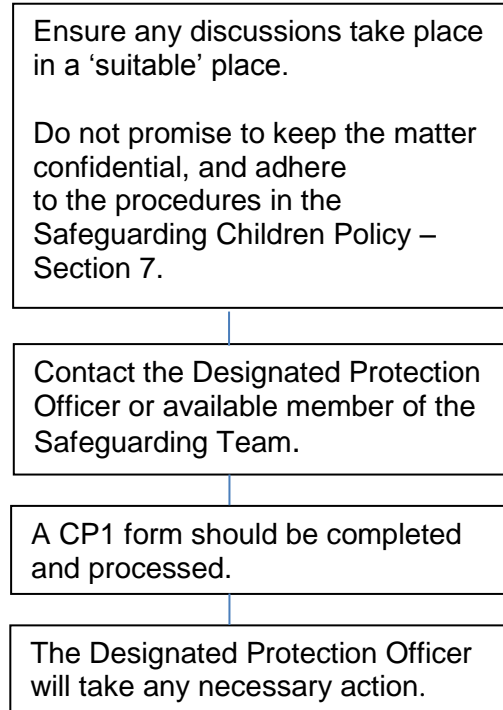 Ensure any discussions take place
in a ‘suitable’ place.
Do not promise to keep the matter
confidential, and adhere
to the procedures in the
Safeguarding Children Policy –
Section 7.
Contact the Designated Protection
Officer or available member of the
Safeguarding Team.
A CP1 form should be completed
and processed.
The Designated Protection Officer
will take any necessary action.